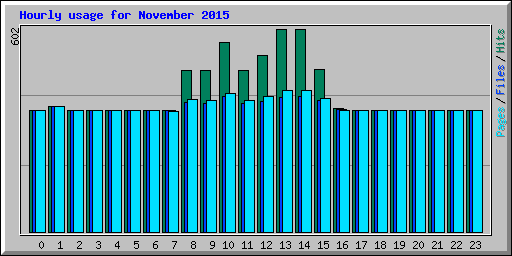 Hourly usage for November 2015
602
Pages/Files/Hits
0 1 2 3 4 5 6 7 8 9 10 11 12 13 14 15 16 17 18 19 20 21 22 23